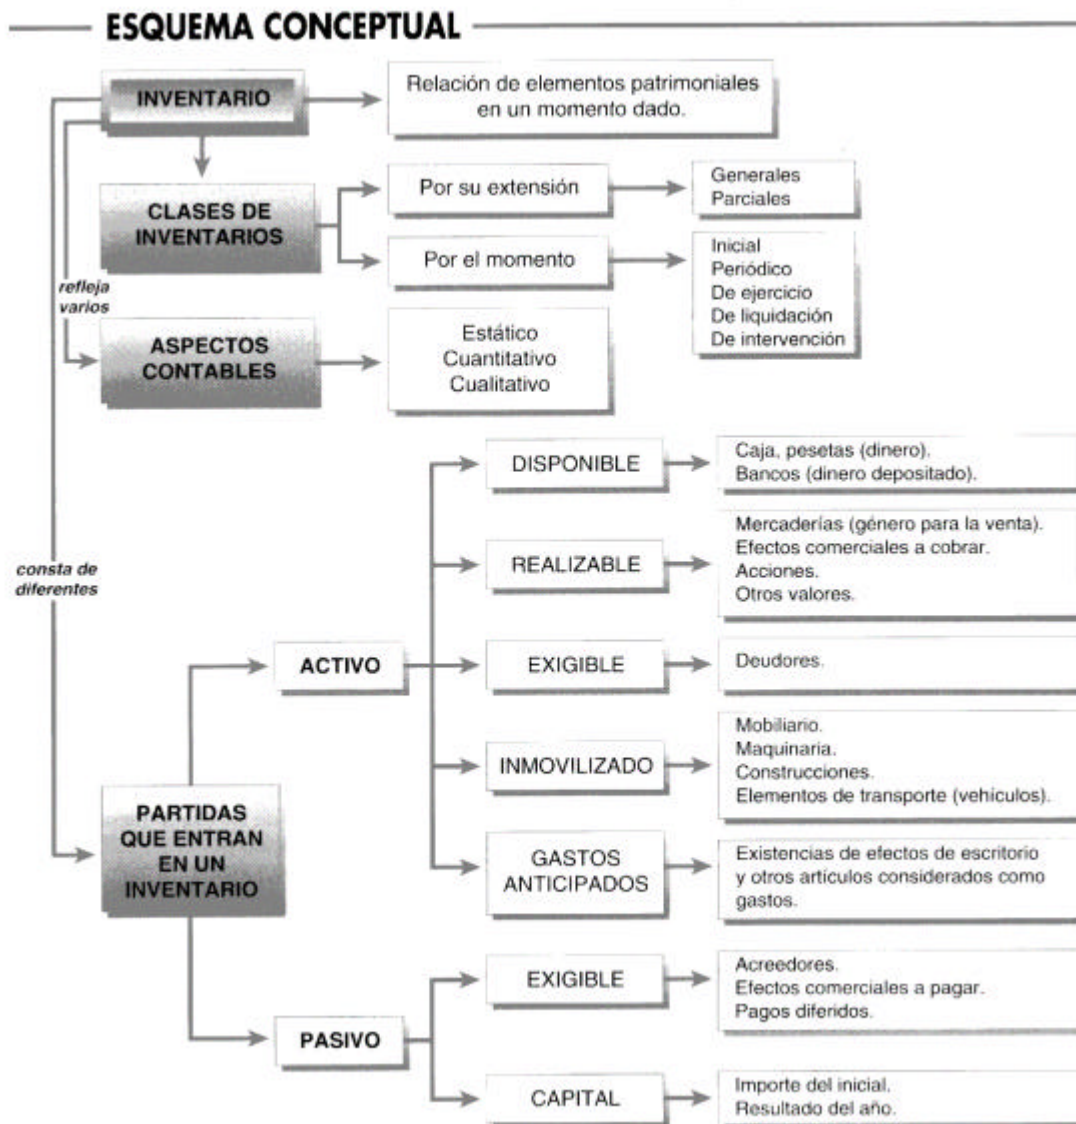 ESQUEMA CONCEPTUAL
INVENTARIO
Relación de elementos patrimoniales
en un momento dado.
CLASES DE
INVENTARIOS
Por su extensión
Generales
Parciales
Por el momento
Inicial
Periódico
De ejercicio
De liquidación
De intervención
refleja
varios
ASPECTOS
CONTABLES
Estático
Cuantitativo
Cualitativo
consta de
diferentes
PARTIDAS
QUE ENTRAN
EN UN
INVENTARIO
ACTIVO
DISPONIBLE
Caja, pesetas (dinero).
Bancos (dinero depositado).
REALIZABLE
Mercaderías (género para la venta).
Efectos comerciales a cobrar.
Acciones.
Otros valores.
EXIGIBLE
Deudores.
INMOVILIZADO
Mobiliario.
Maquinaria.
Construcciones.
Elementos de transporte (vehículos).
GASTOS
ANTICIPADOS
Existencias de efectos de escritorio
y otros artículos considerados como
gastos.
PASIVO
EXIGIBLE
Acreedores.
Efectos comerciales a pagar.
Pagos diferidos.
CAPITAL
Importe del inicial.
Resultado del año.